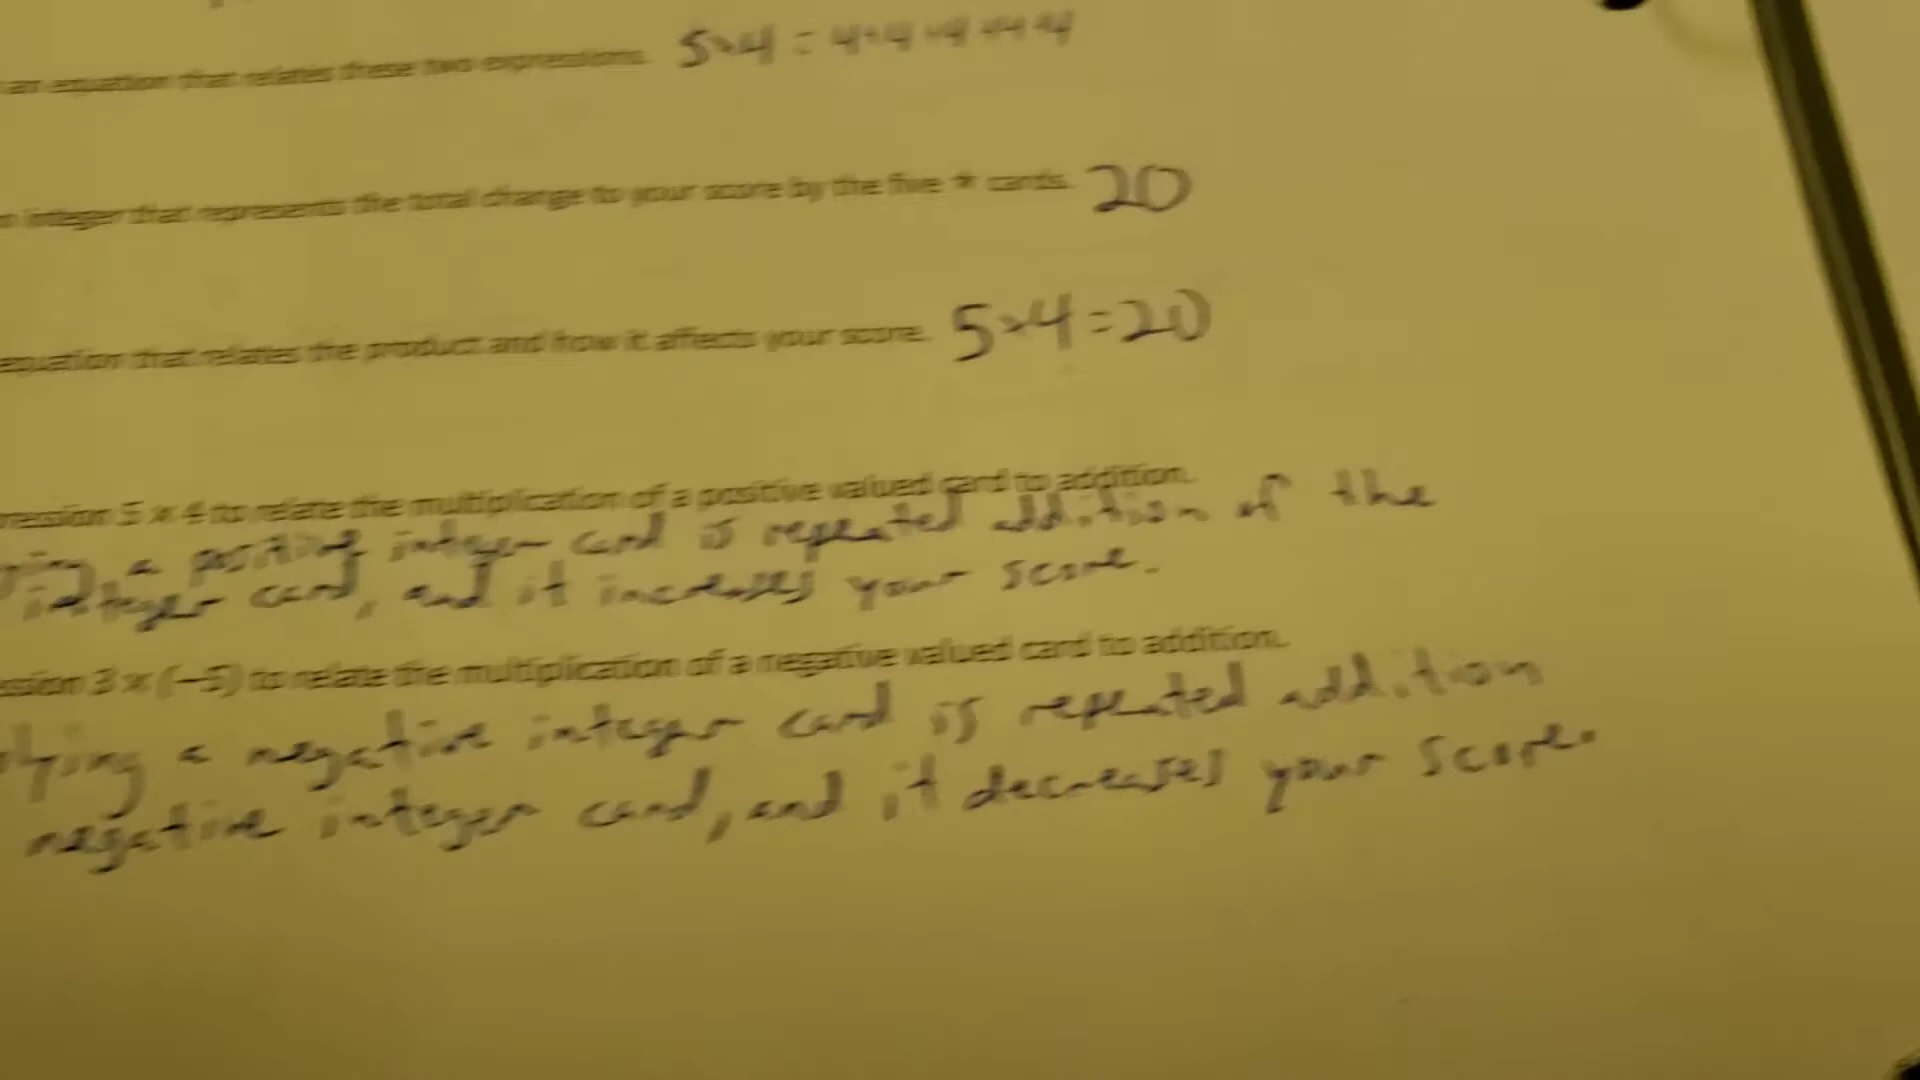 an equation that relates these two expressions. 5×4 = 4+4+4+4+4
integer that represents the total change to your score by the five * cards. 20
equation that relates the product and how it affects your score. 5×4=20
5 × 4 to relate the multiplication of a positive valued card to addition.
a positive integer card is repeated addition of the
integer card, and it increases your score.
3 × (−5) to relate the multiplication of a negative valued card to addition.
a negative integer card is repeated addition
negative integer card, and it decreases your score.